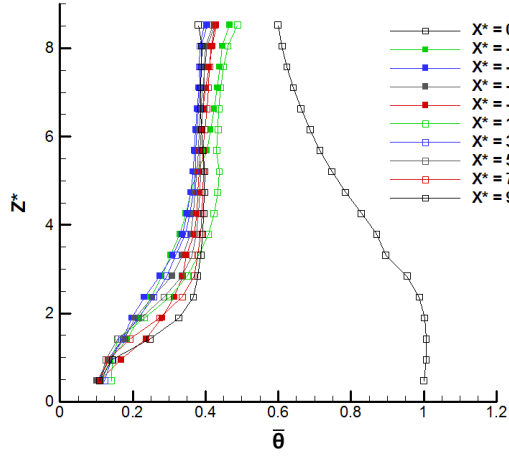 8
6
4
2
0
Z*
0
0.2
0.4
0.6
0.8
1
1.2
θ̅
X* = 0
X* = -
X* = -
X* = -
X* = -
X* = 1
X* = 3
X* = 5
X* = 7
X* = 9